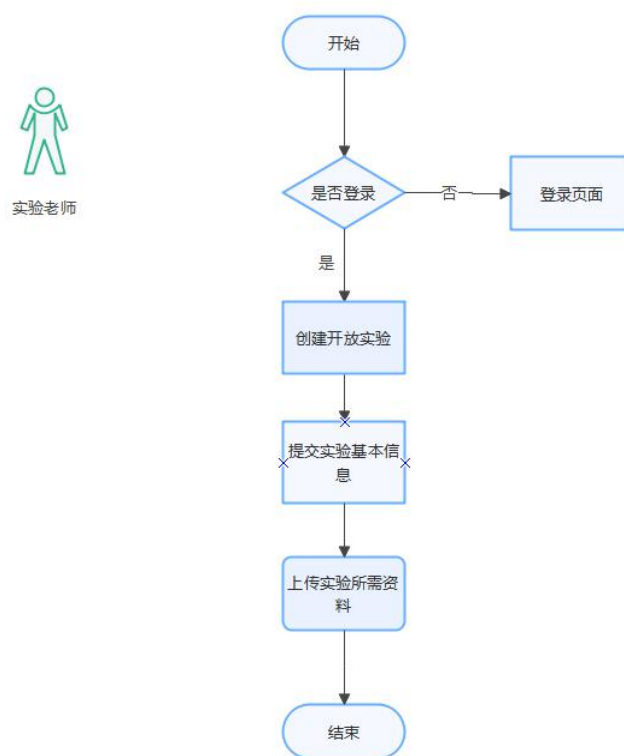 开始
实验老师
是否登录
否
登录页面
是
创建开放实验
提交实验基本信
息
上传实验所需资
料
结束